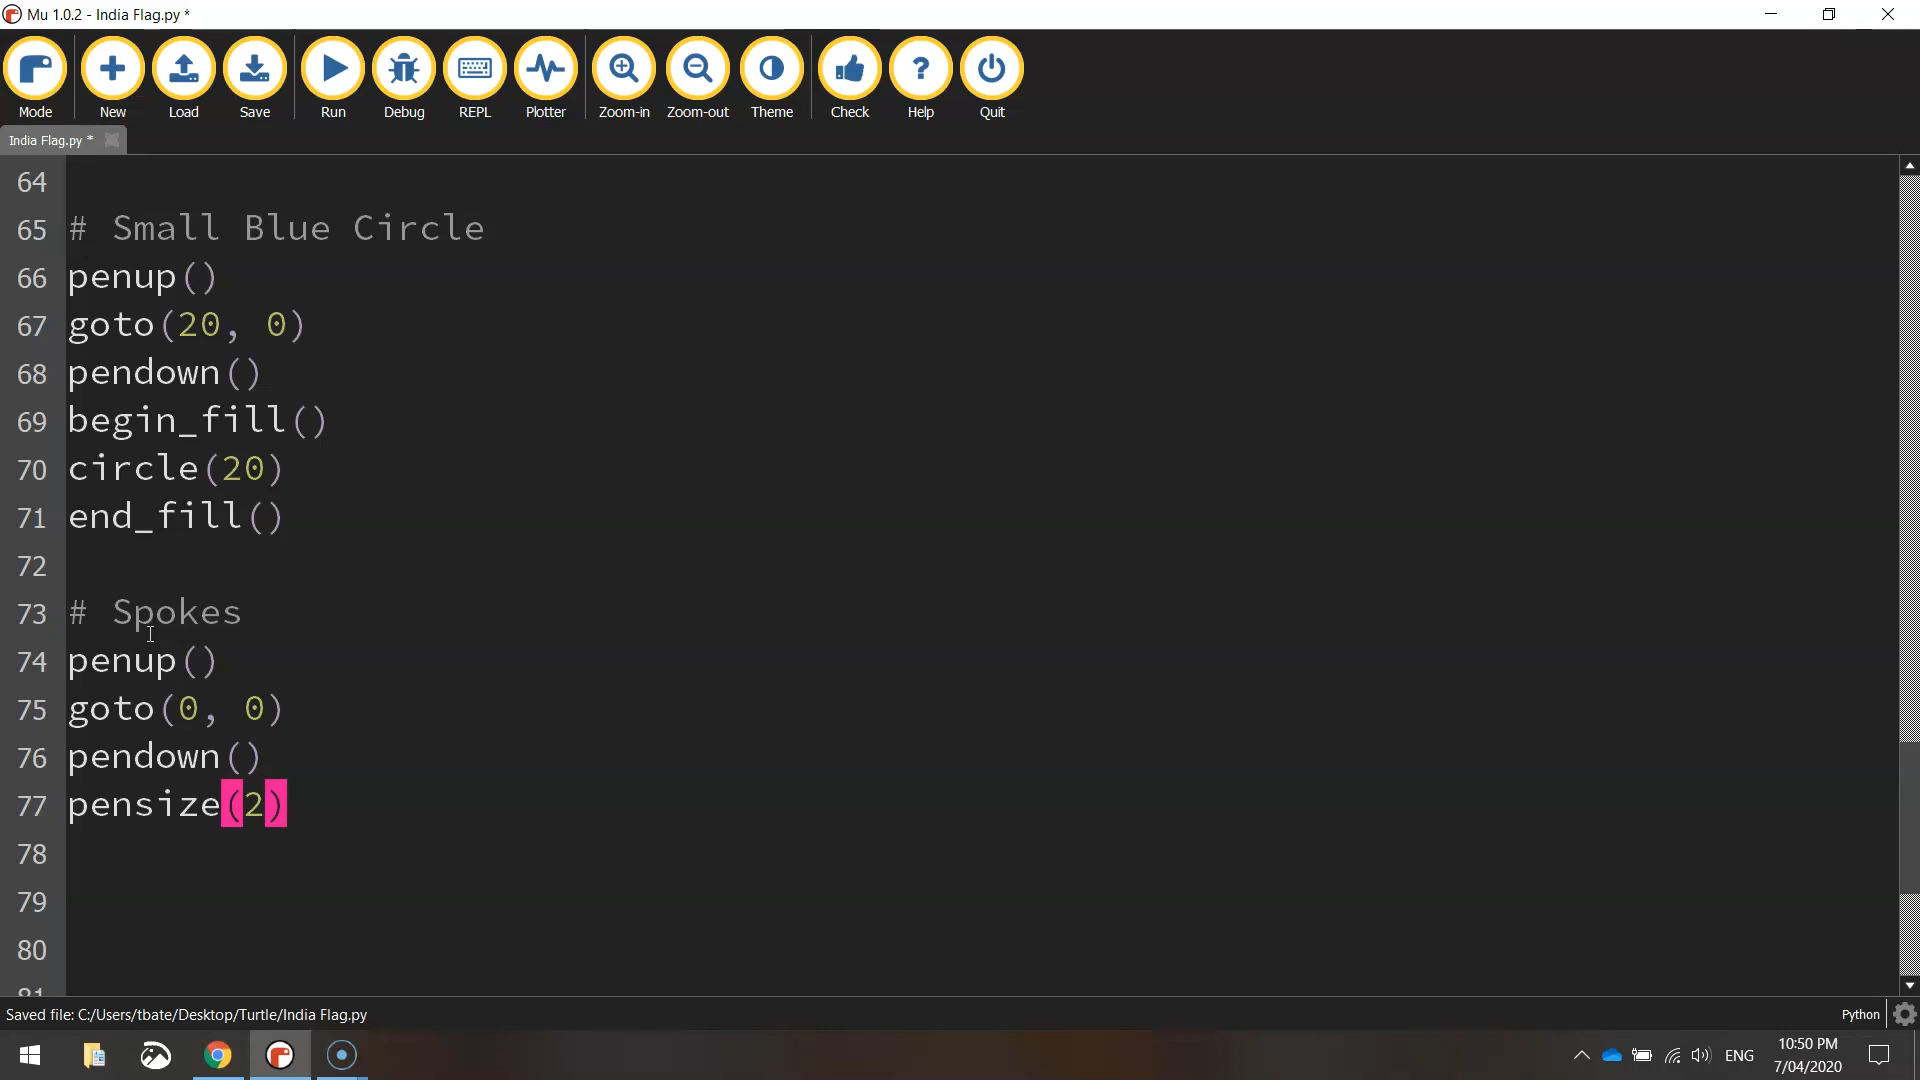 Mu 1.0.2 - India Flag.py *
Mode New Load Save Run Debug REPL Plotter Zoom-in Zoom-out Theme Check ? Help Quit
India Flag.py *
64
65 # Small Blue Circle
66 penup()
67 goto(20, 0)
68 pendown()
69 begin_fill()
70 circle(20)
71 end_fill()
72
73 # Spokes
74 penup()
75 goto(0, 0)
76 pendown()
77 pensize(2)
78
79
80
81
Saved file: C:/Users/tbate/Desktop/Turtle/India Flag.py Python
ENG 10:50 PM
7/04/2020